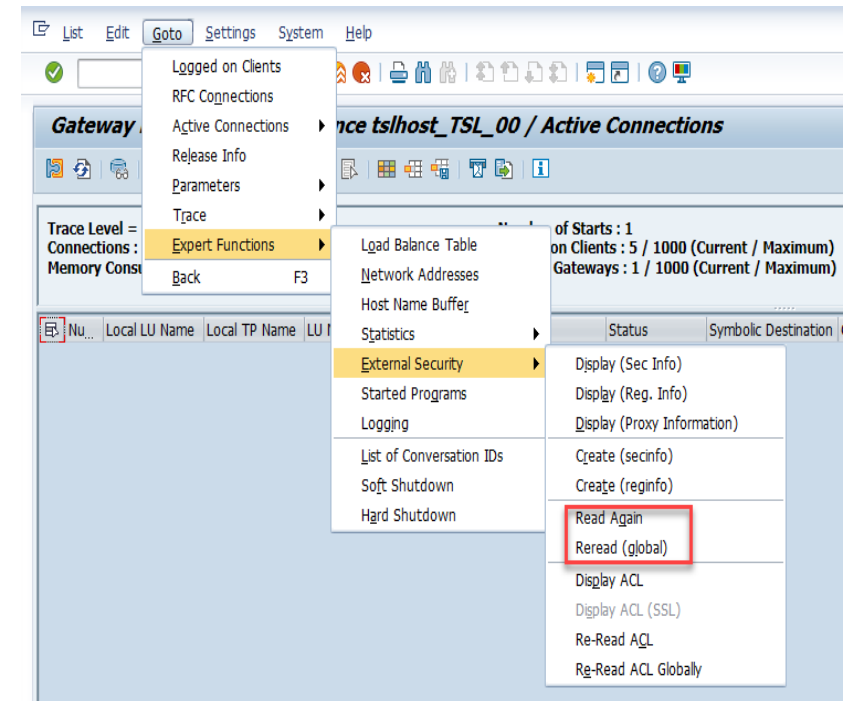 List Edit Goto Settings System Help
Gateway nce tslhost_TSL_00 / Active Connections
Logged on Clients
RFC Connections
Active Connections
Release Info
Parameters
Trace
Expert Functions
Back F3
Trace Level = of Starts : 1
Connections : on Clients : 5 / 1000 (Current / Maximum)
Memory Gateways : 1 / 1000 (Current / Maximum)
Nu... Local LU Name Local TP Name LU Status Symbolic Destination
Load Balance Table
Network Addresses
Host Name Buffer
Statistics
External Security
Started Programs
Logging
List of Conversation IDs
Soft Shutdown
Hard Shutdown
Display (Sec Info)
Display (Reg. Info)
Display (Proxy Information)
Create (secinfo)
Create (reginfo)
Read Again
Reread (global)
Display ACL
Display ACL (SSL)
Re-Read ACL
Re-Read ACL Globally